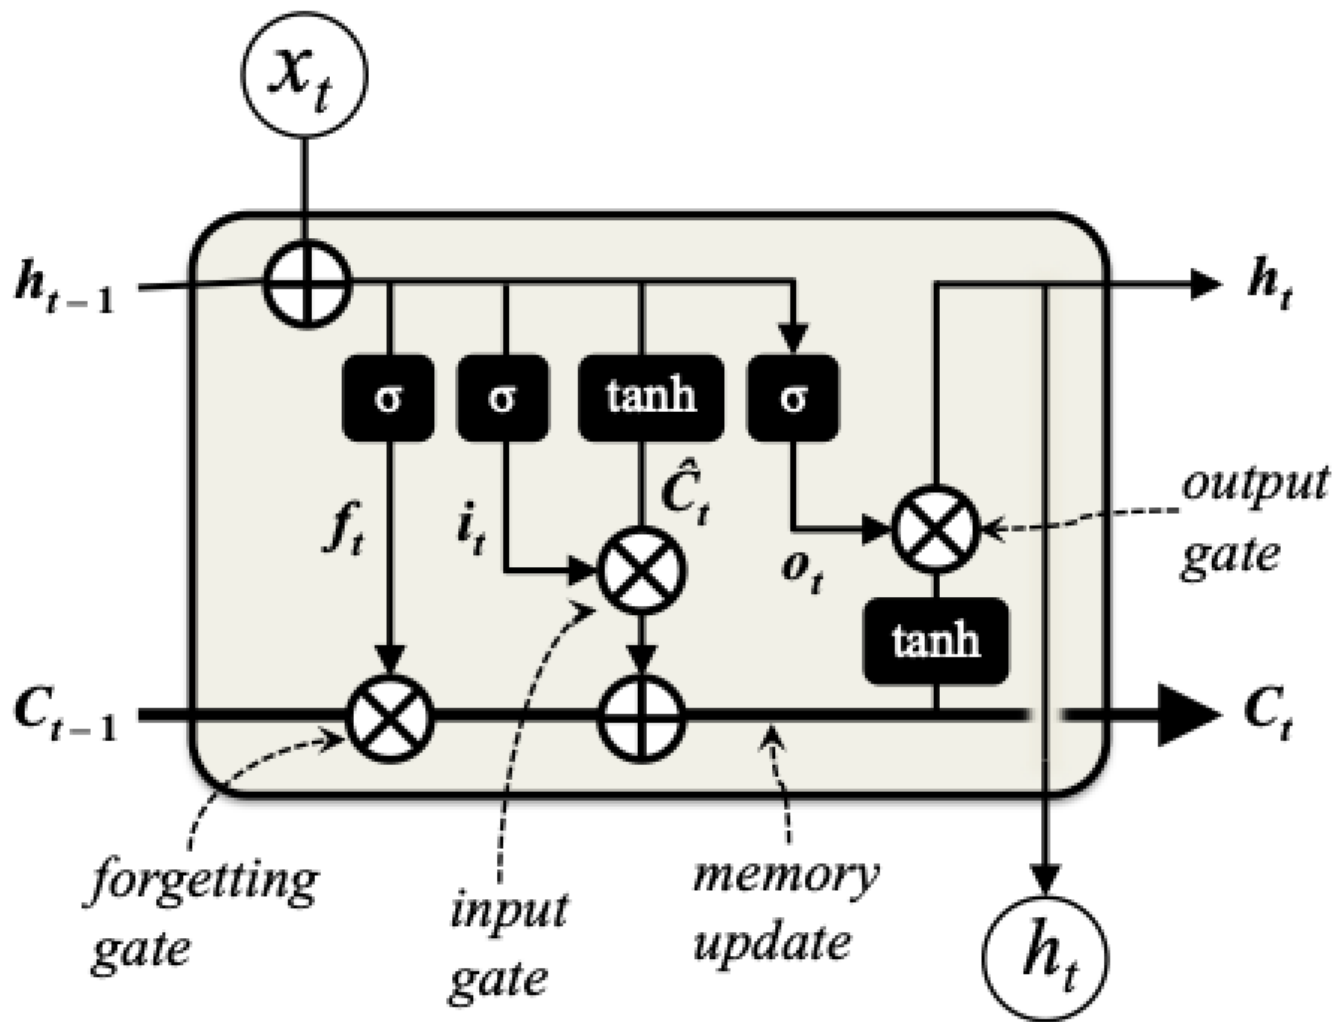 x_t
h_{t-1}
h_t
σ
σ
tanh
σ
Ĉ_t
f_t
i_t
o_t
output
gate
tanh
C_{t-1}
C_t
forgetting
gate
input
gate
memory
update
h_t